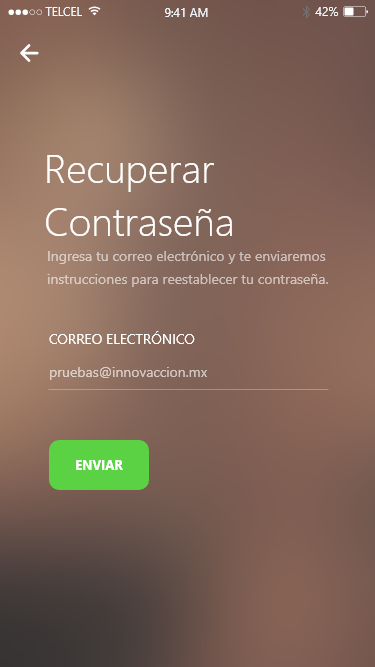 TELCEL 9:41 AM 42%
Recuperar
Contraseña
Ingresa tu correo electrónico y te enviaremos
instrucciones para reestablecer tu contraseña.
CORREO ELECTRÓNICO
pruebas@innovaccion.mx
ENVIAR